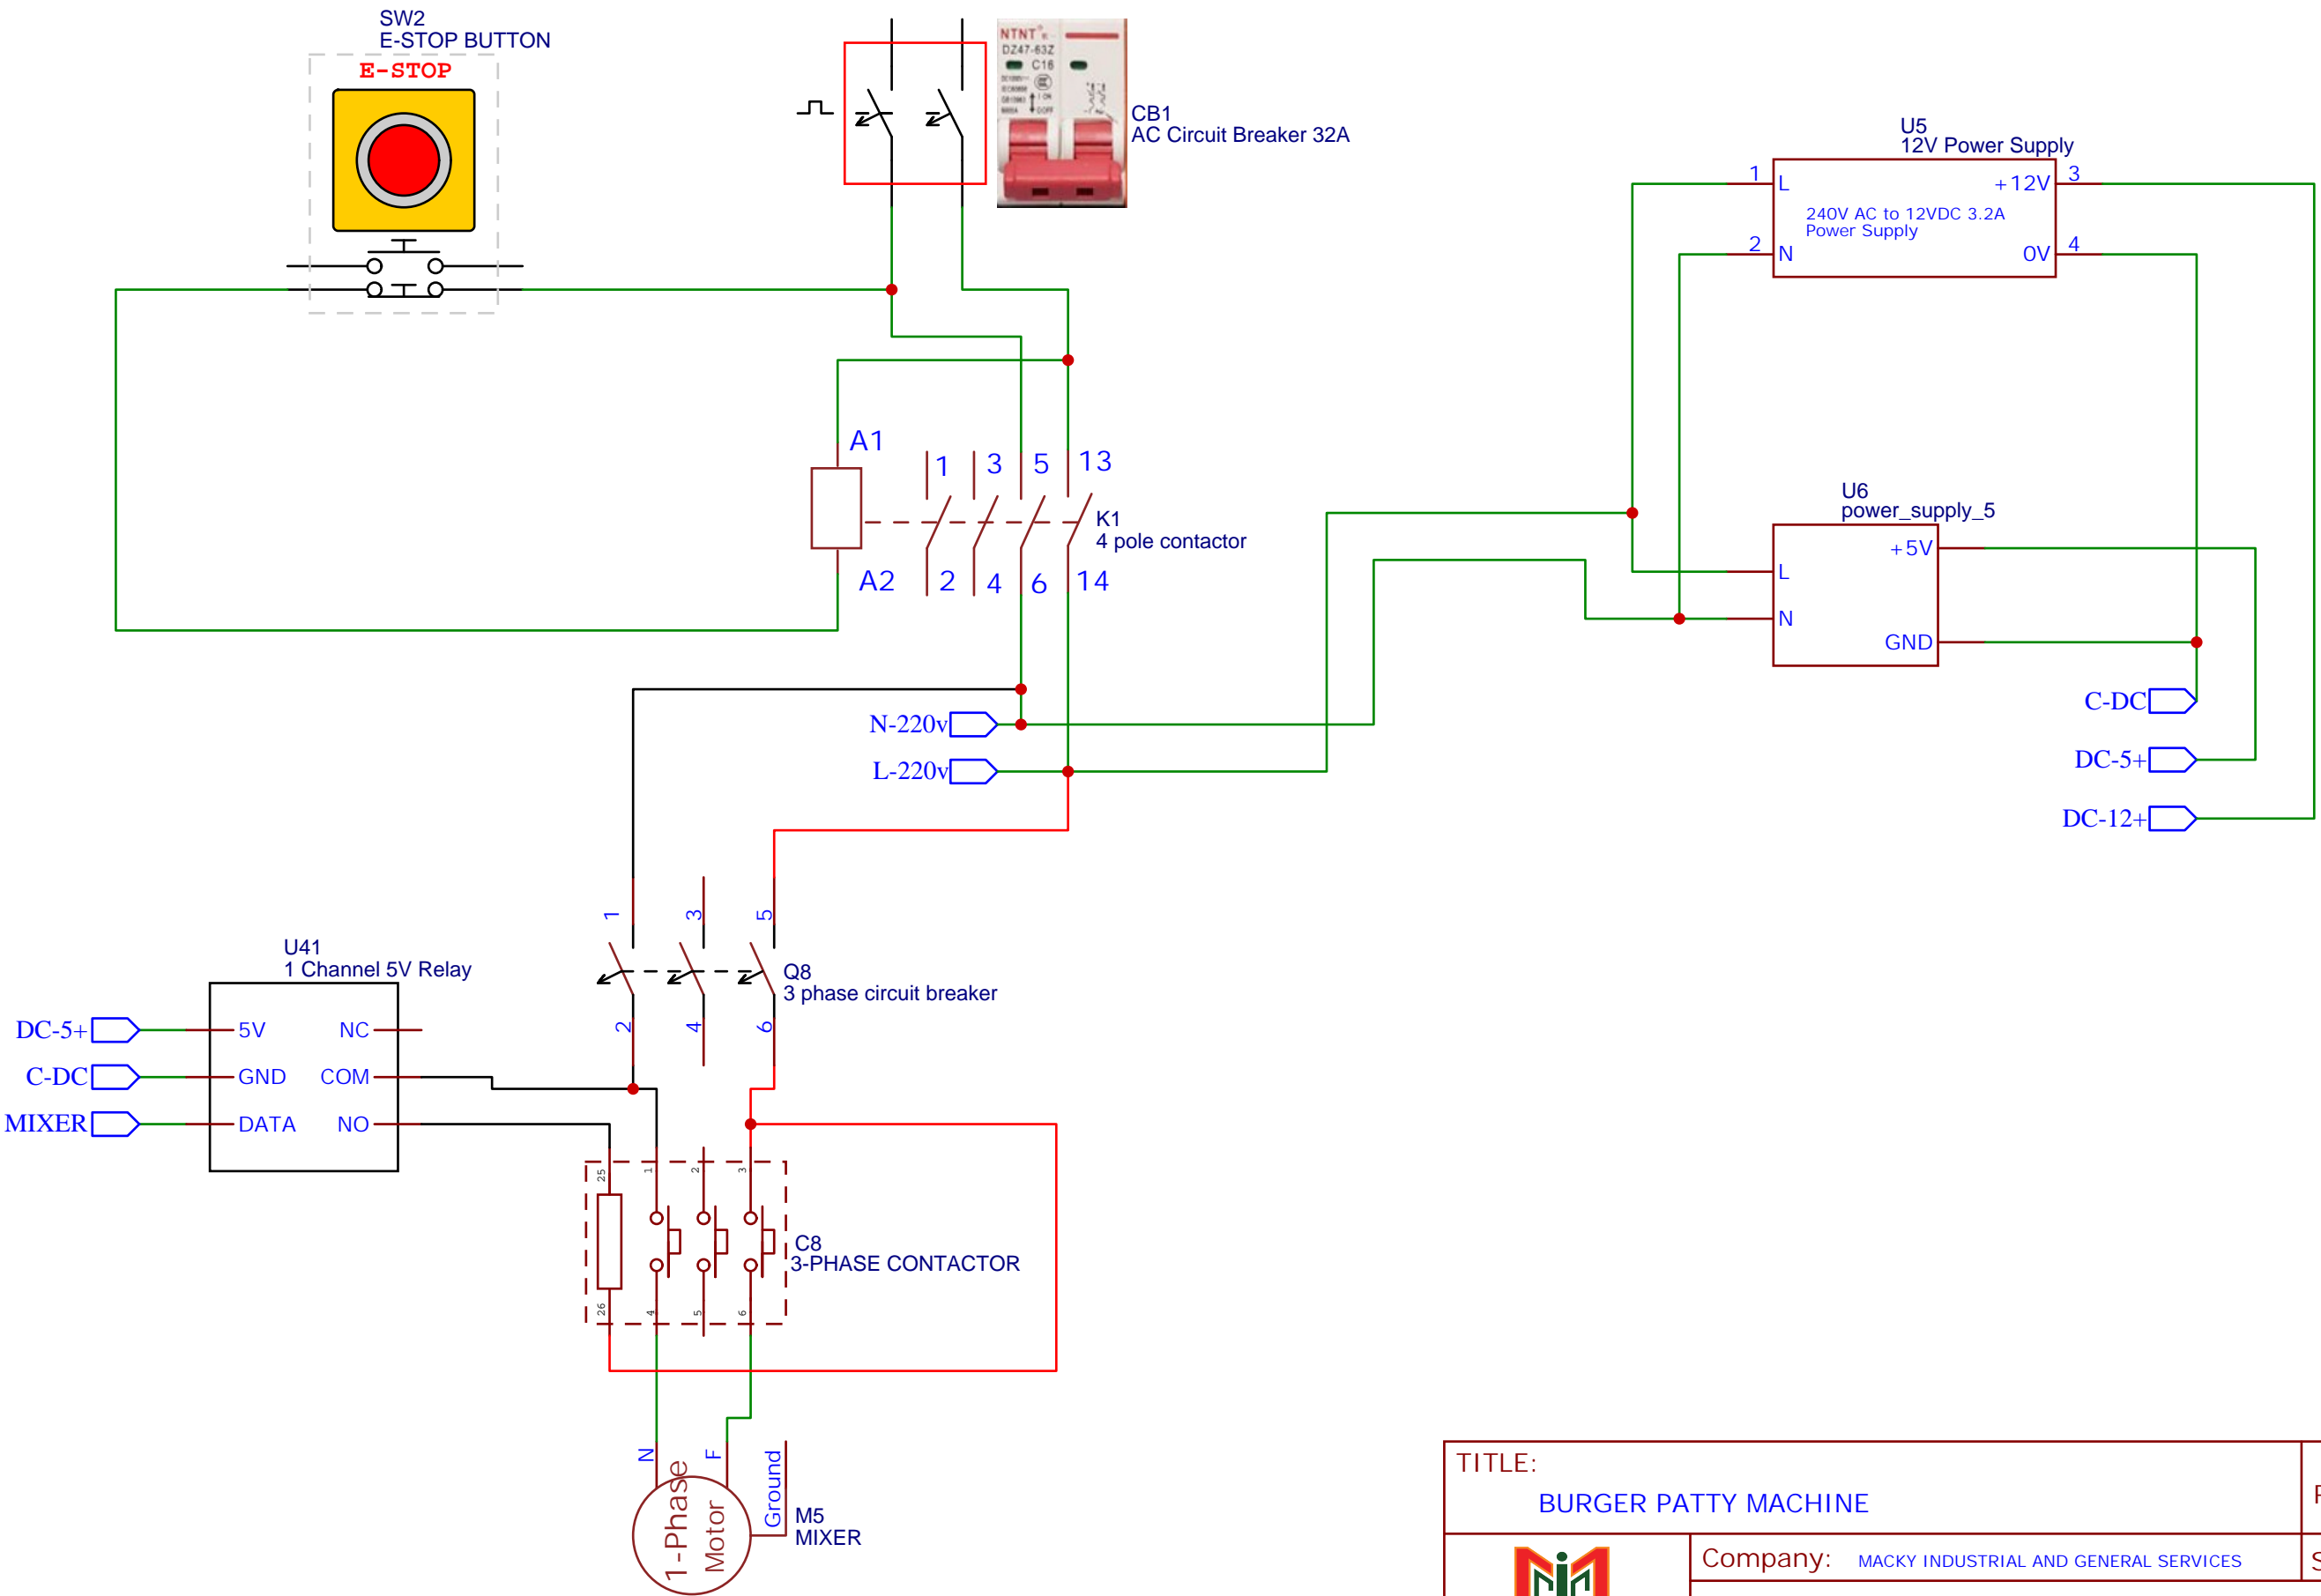 SW2
E-STOP BUTTON
E-STOP
NTNT
DZ47-63Z
C16
CB1
AC Circuit Breaker 32A
U5
12V Power Supply
1
L
+12V
3
240V AC to 12VDC 3.2A
Power Supply
2
N
0V
4
A1
1
3
5
13
K1
4 pole contactor
A2
2
4
6
14
U6
power_supply_5
+5V
L
N
GND
N-220v
L-220v
C-DC
DC-5+
DC-12+
1
3
5
Q8
3 phase circuit breaker
2
4
6
U41
1 Channel 5V Relay
DC-5+
5V
NC
C-DC
GND
COM
MIXER
DATA
NO
25
1
2
3
C8
3-PHASE CONTACTOR
26
4
5
6
N
F
Ground
1-Phase
Motor
M5
MIXER
TITLE:
BURGER PATTY MACHINE
Company: MACKY INDUSTRIAL AND GENERAL SERVICES